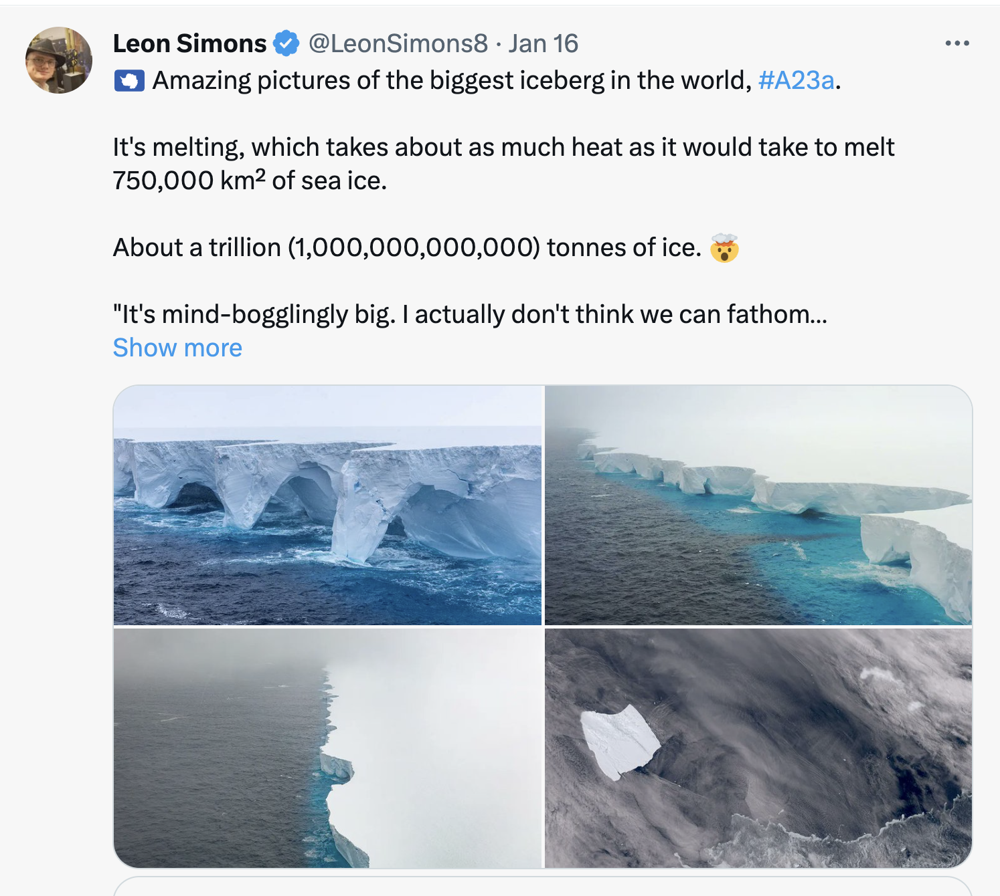 Leon Simons @LeonSimons8 · Jan 16
🇦🇶 Amazing pictures of the biggest iceberg in the world, #A23a.
It's melting, which takes about as much heat as it would take to melt
750,000 km² of sea ice.
About a trillion (1,000,000,000,000) tonnes of ice. 🤯
"It's mind-bogglingly big. I actually don't think we can fathom...
Show more